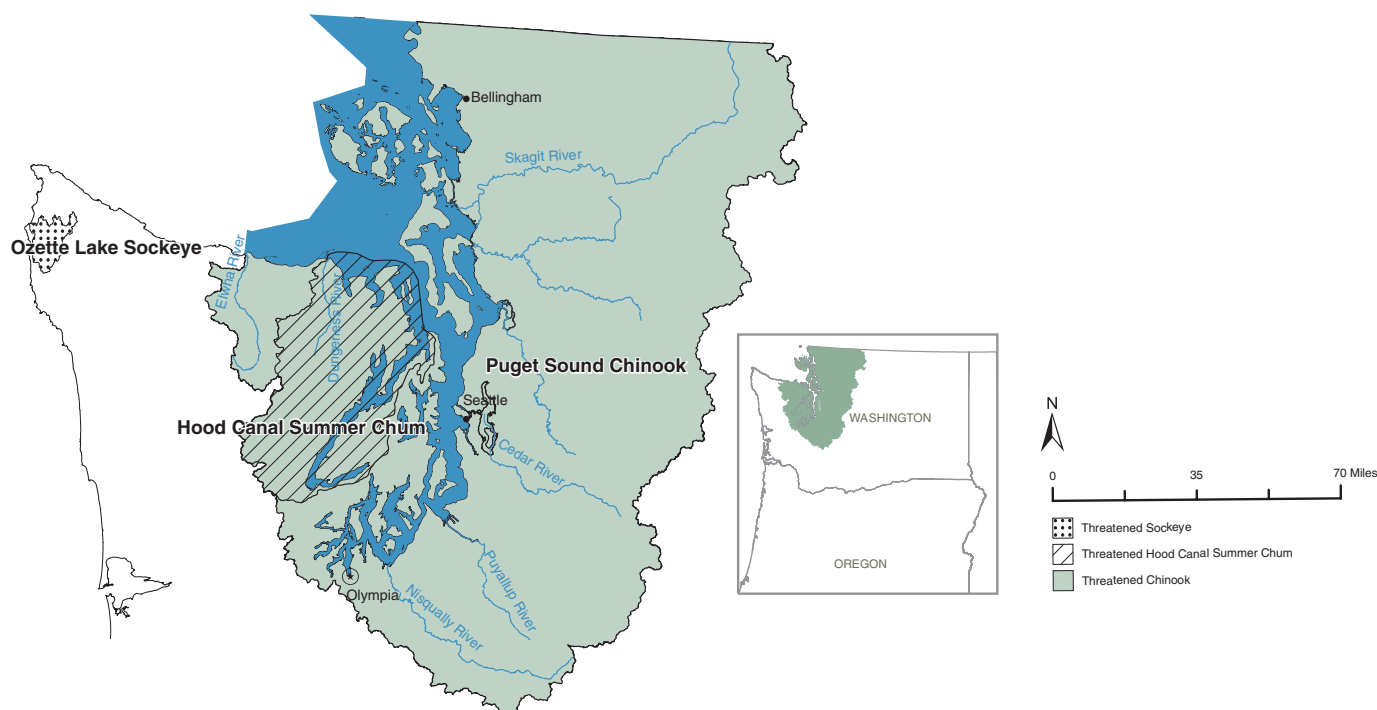 Bellingham
Skagit River
Ozette Lake Sockeye
Elwha River
Dungeness River
Puget Sound Chinook
Seattle
Hood Canal Summer Chum
Cedar River
Puyallup River
Olympia
Nisqually River
WASHINGTON
OREGON
N
0 35 70 Miles
Threatened Sockeye
Threatened Hood Canal Summer Chum
Threatened Chinook